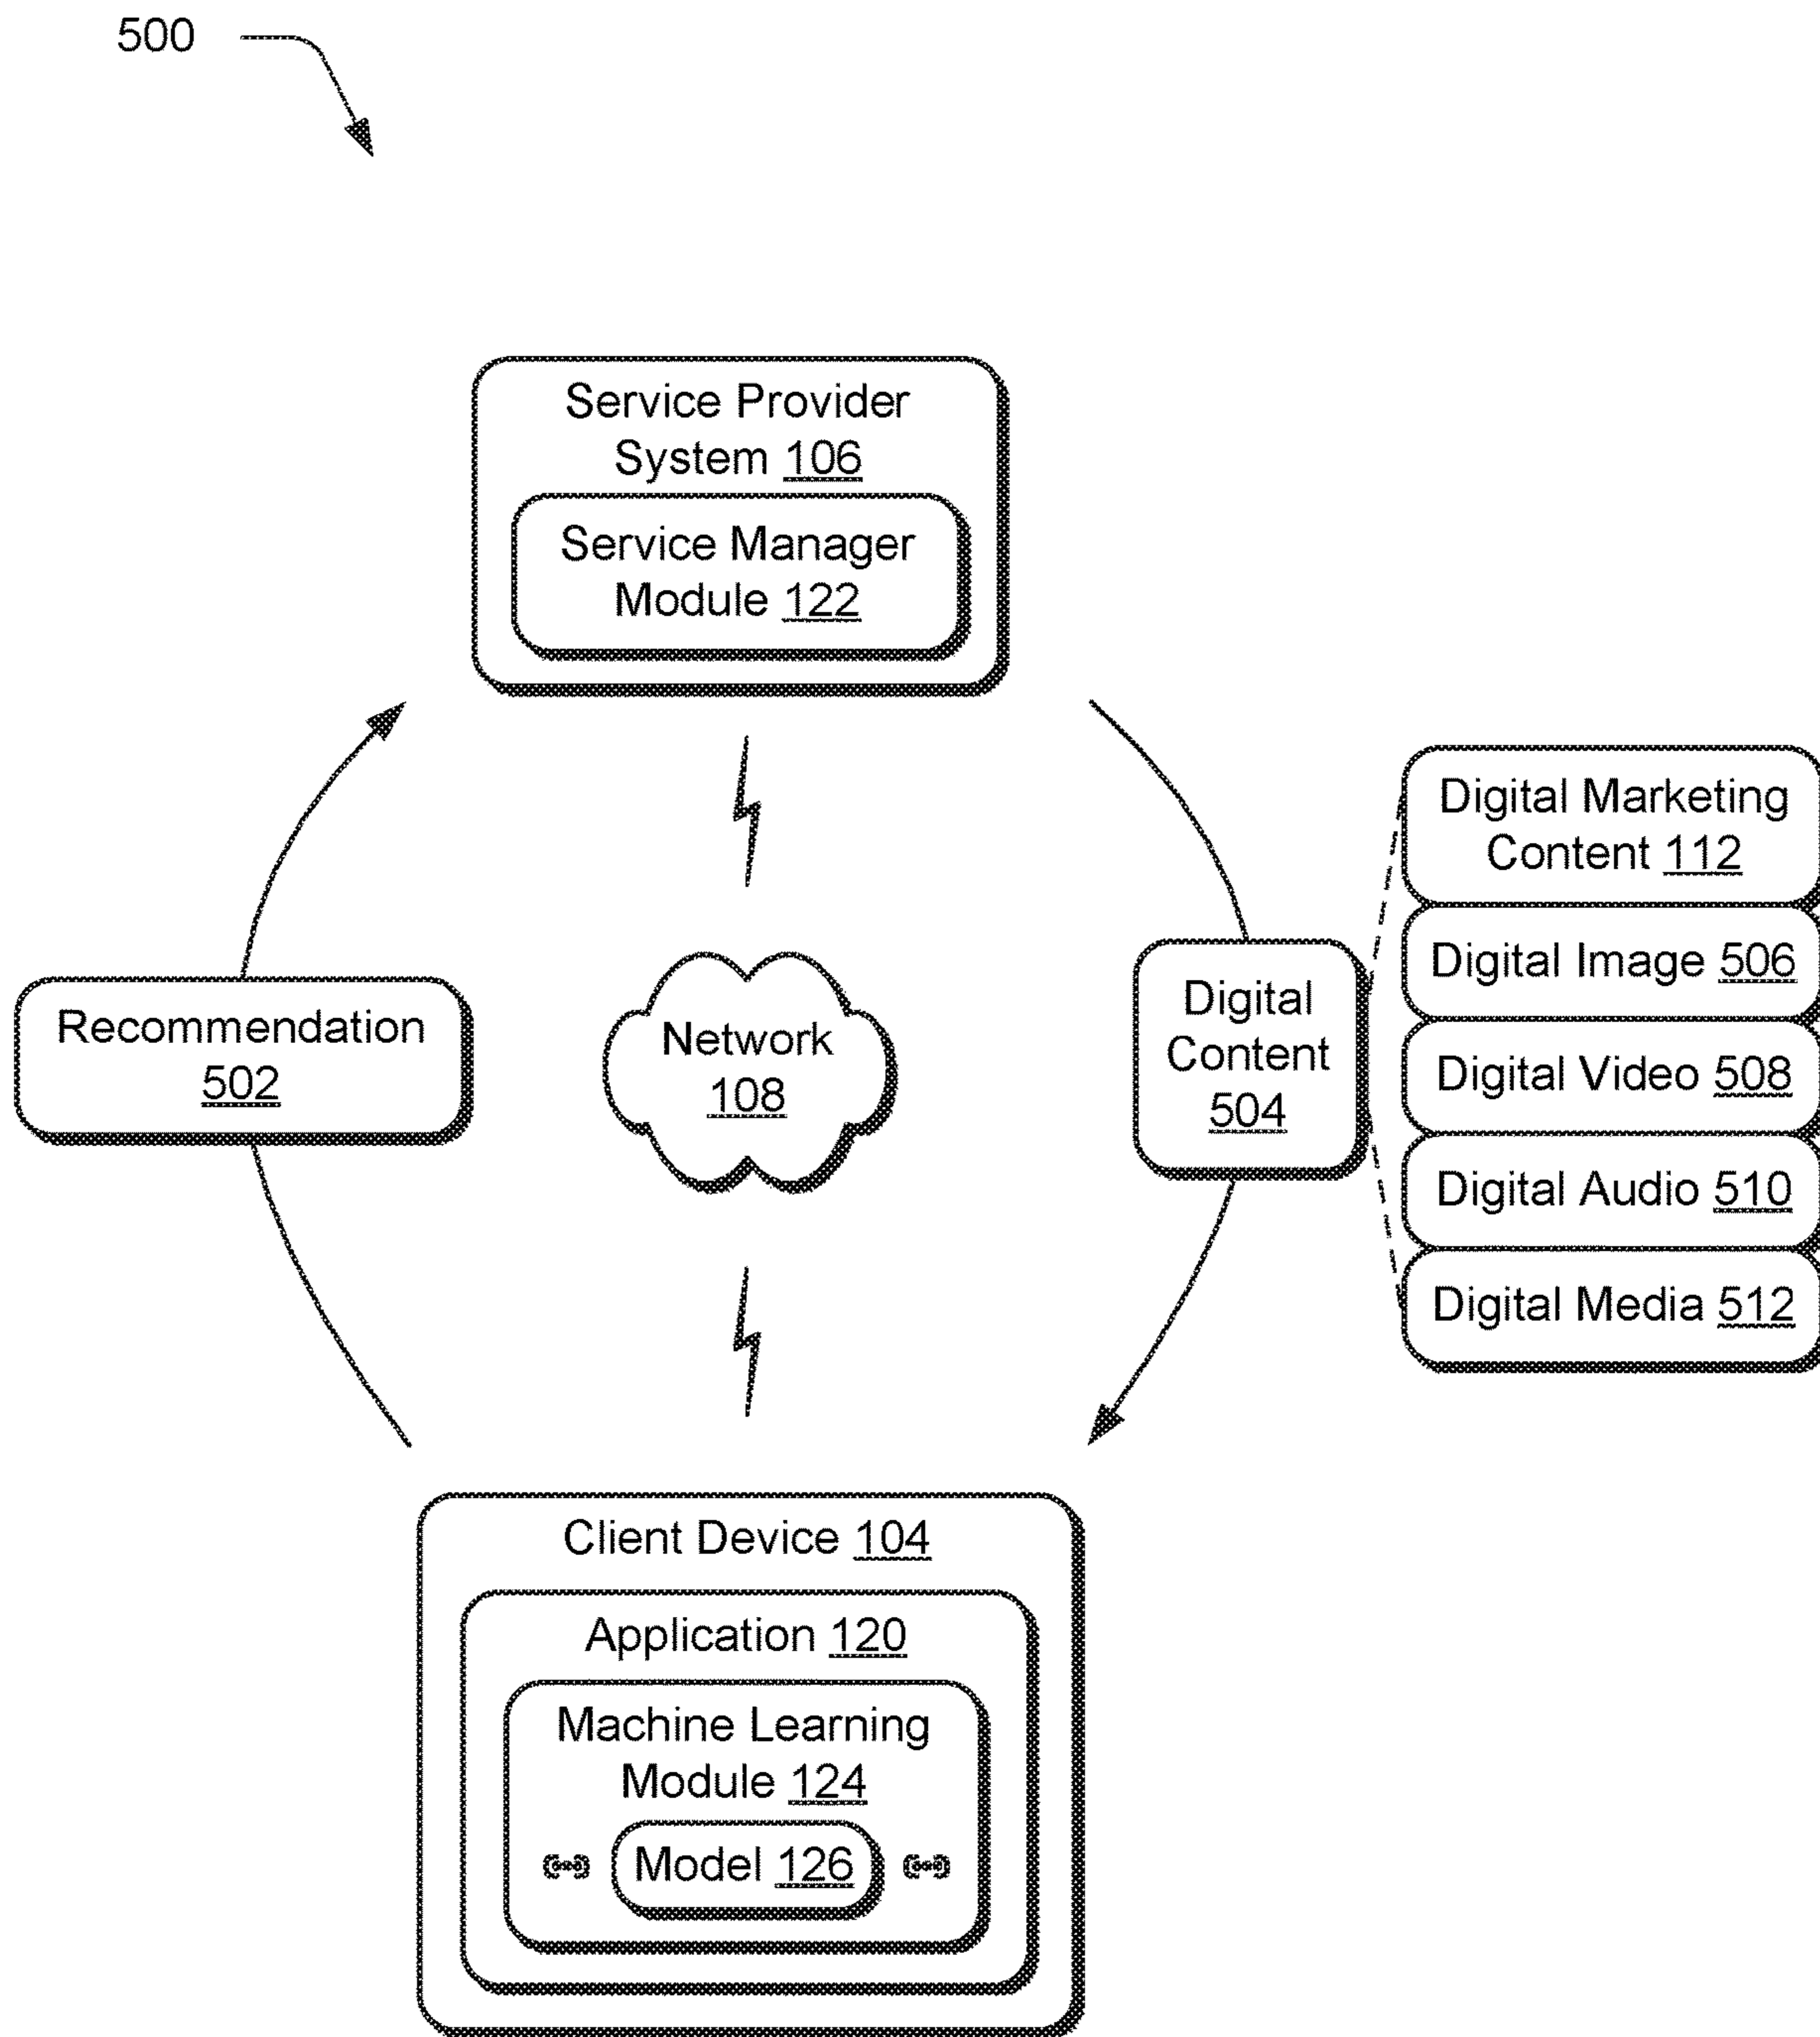 500
Service Provider
System 106
Service Manager
Module 122
Digital Marketing
Content 112
Digital Image 506
Digital Video 508
Digital Audio 510
Digital Media 512
Digital
Content
504
Recommendation
502
Network
108
Client Device 104
Application 120
Machine Learning
Module 124
Model 126